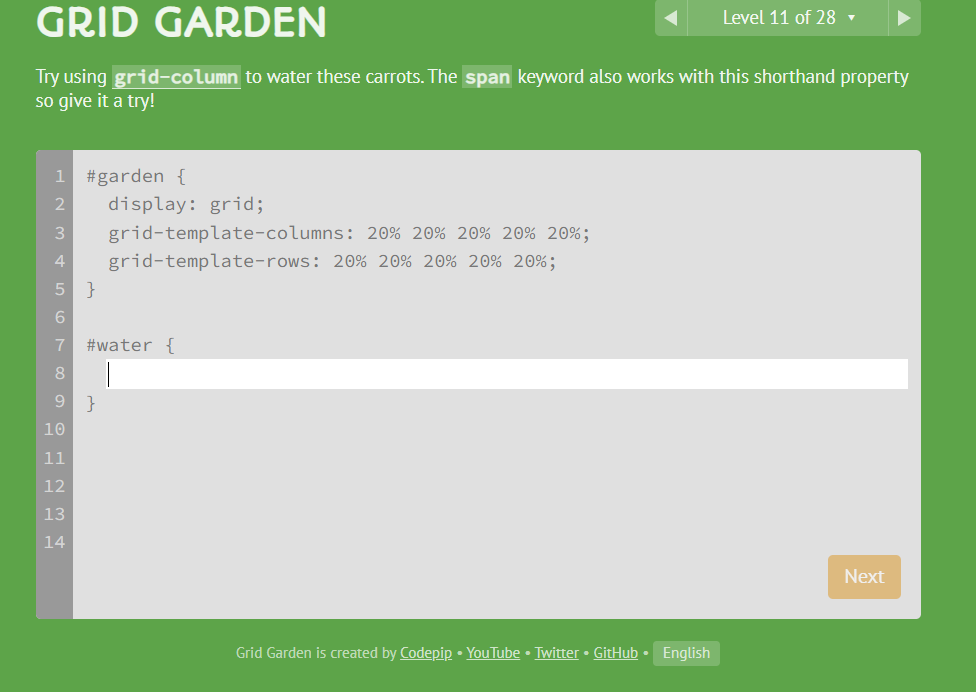 GRID GARDEN
Level 11 of 28 ▼
Try using grid-column to water these carrots. The span keyword also works with this shorthand property
so give it a try!
1 #garden {
2 display: grid;
3 grid-template-columns: 20% 20% 20% 20% 20%;
4 grid-template-rows: 20% 20% 20% 20% 20%;
5 }
6
7 #water {
8
9 }
10
11
12
13
14
Next
Grid Garden is created by Codepip • YouTube • Twitter • GitHub • English